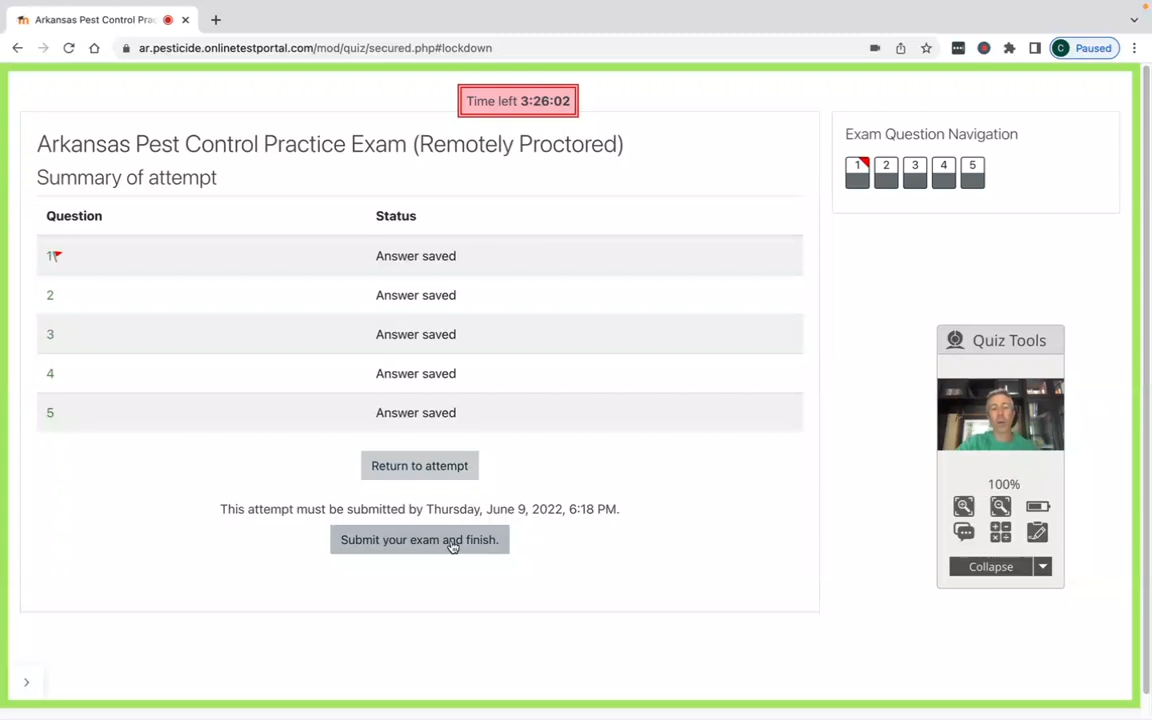 Arkansas Pest Control Prac
ar.pesticide.onlinetestportal.com/mod/quiz/secured.php#lockdown
C Paused
Time left 3:26:02
Arkansas Pest Control Practice Exam (Remotely Proctored)
Summary of attempt
Question Status
1 Answer saved
2 Answer saved
3 Answer saved
4 Answer saved
5 Answer saved
Return to attempt
This attempt must be submitted by Thursday, June 9, 2022, 6:18 PM.
Submit your exam and finish.
Exam Question Navigation
1 2 3 4 5
Quiz Tools
100%
Collapse